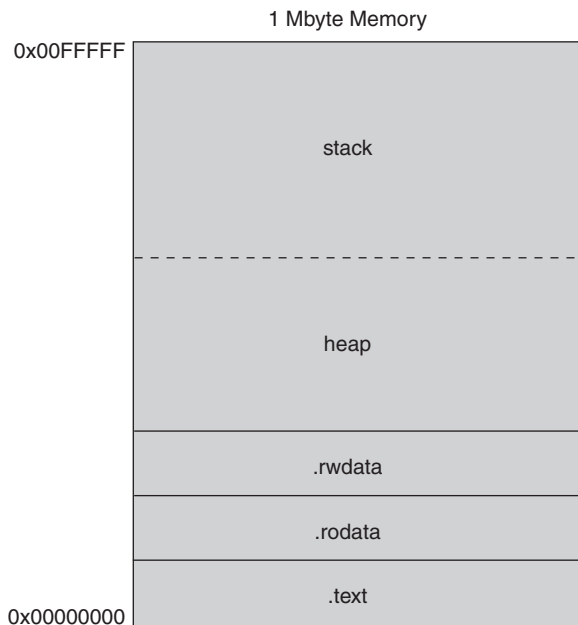 1 Mbyte Memory
0x00FFFFF
stack
heap
.rwdata
.rodata
.text
0x00000000